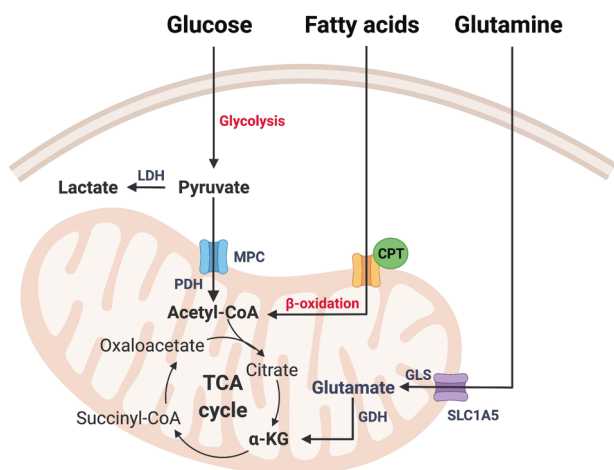 Glucose
Fatty acids
Glutamine
Glycolysis
LDH
Lactate
Pyruvate
MPC
CPT
PDH
β-oxidation
Acetyl-CoA
Oxaloacetate
Citrate
TCA
cycle
Glutamate
GLS
SLC1A5
Succinyl-CoA
GDH
α-KG